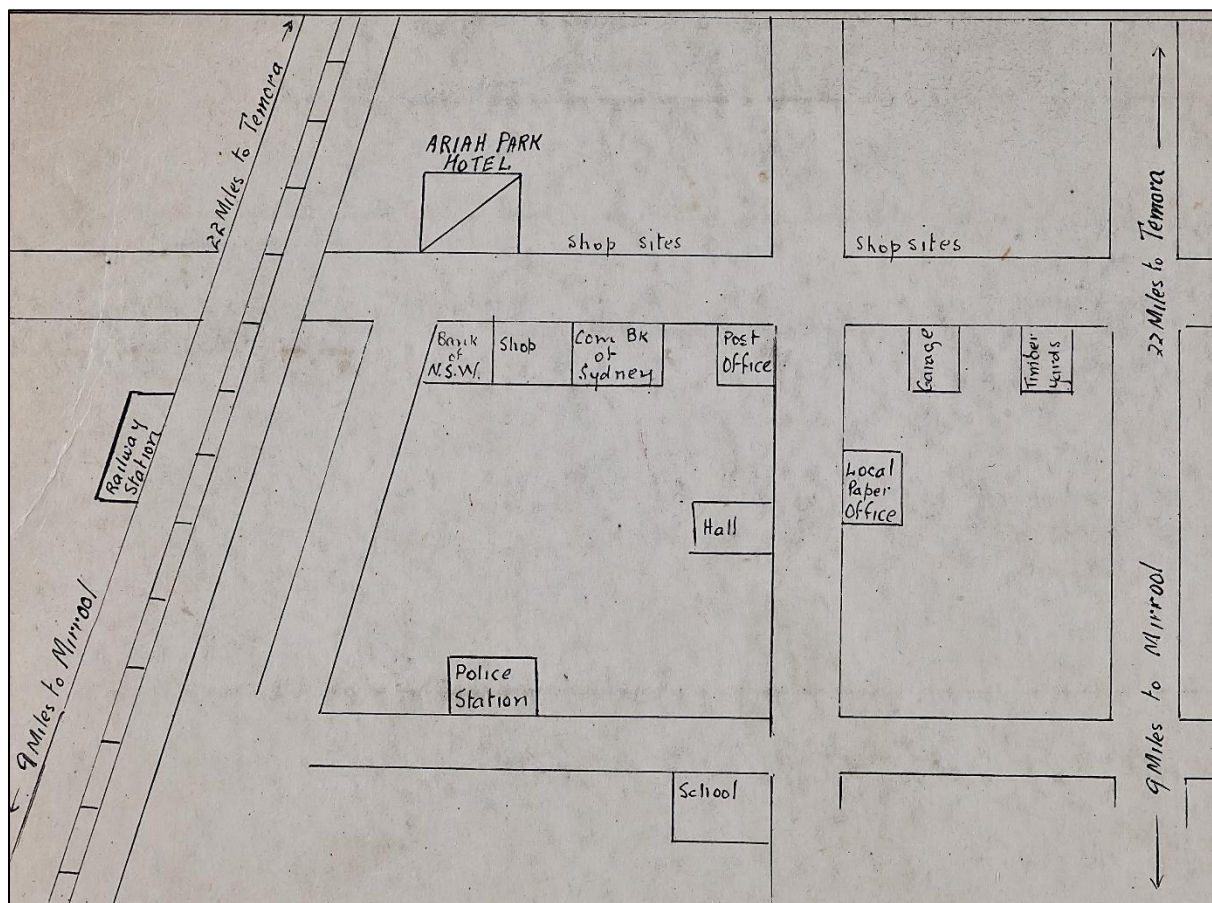 22 Miles to Temora
ARIAH PARK
HOTEL
Shop sites
Shop sites
22 Miles to Temora
Bank
of
N.S.W.
Shop
Com Bk
of
Sydney
Post
Office
Garage
Timber
Yards
Railway
Station
Local
Paper
Office
Hall
9 Miles to Mirrool
Police
Station
School
9 Miles to Mirrool